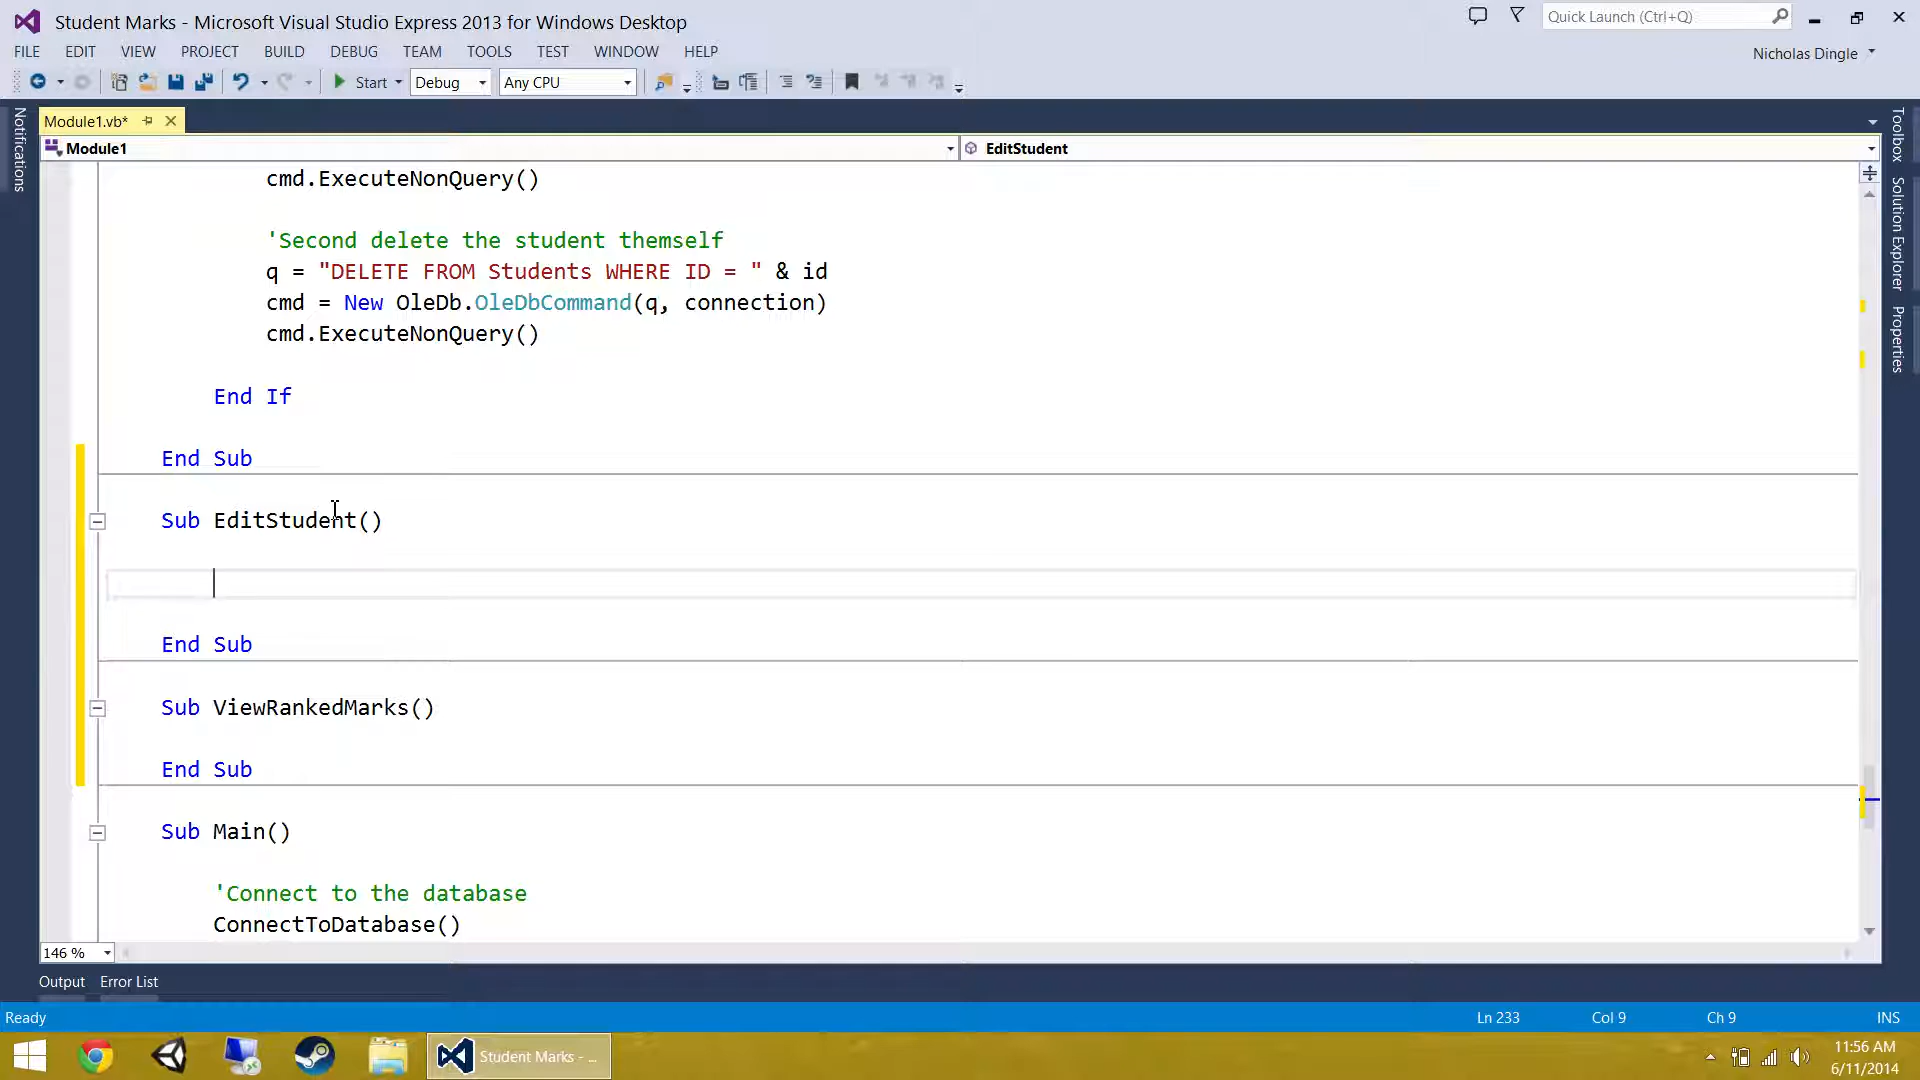 Student Marks - Microsoft Visual Studio Express 2013 for Windows Desktop
Quick Launch (Ctrl+Q)
FILE EDIT VIEW PROJECT BUILD DEBUG TEAM TOOLS TEST WINDOW HELP
Nicholas Dingle
Start Debug Any CPU
Notifications
Module1.vb*
Module1 EditStudent
Toolbox
Solution Explorer
Properties
cmd.ExecuteNonQuery()
'Second delete the student themself
q = "DELETE FROM Students WHERE ID = " & id
cmd = New OleDb.OleDbCommand(q, connection)
cmd.ExecuteNonQuery()
End If
End Sub
Sub EditStudent()
End Sub
Sub ViewRankedMarks()
End Sub
Sub Main()
'Connect to the database
ConnectToDatabase()
146 %
Output Error List
Ready Ln 233 Col 9 Ch 9 INS
Student Marks - ...
11:56 AM
6/11/2014